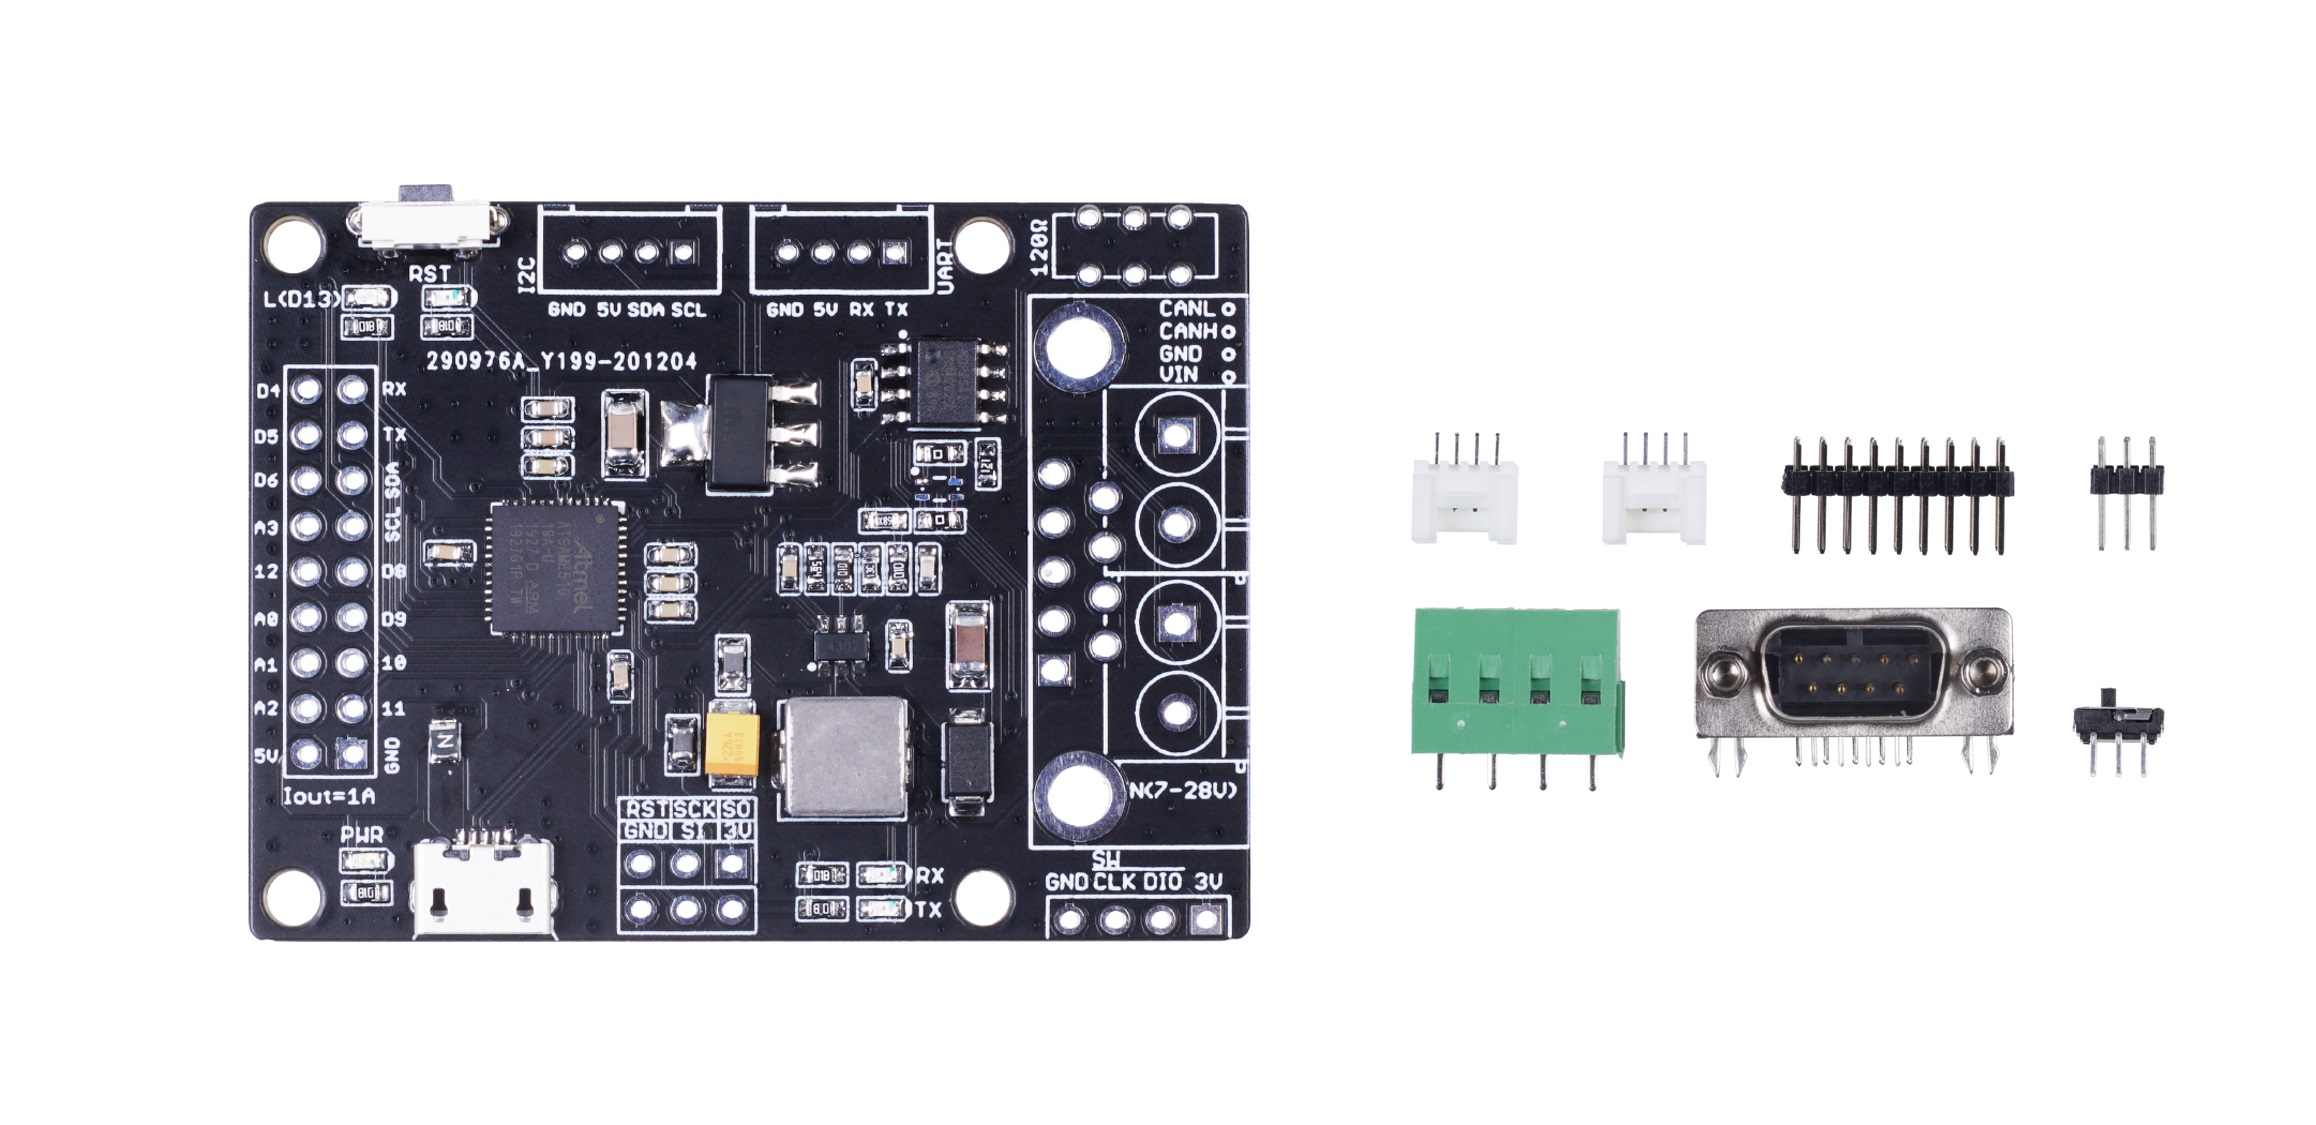 RST
L(D13)
I2C
GND 5V SDA SCL
UART
GND 5V RX TX
120Ω
CANL
CANH
GND
VIN
290976A_Y199-201204
D4 RX
D5 TX
D6 SDA
A3 SCL
12 D8
A0 D9
A1 10
A2 11
5V GND
Iout=1A
PWR
Atmel
ARM
4302
N
RST SCK SO
GND SI 3V
RX
TX
N(7-28V)
SW
GND CLK DIO 3V